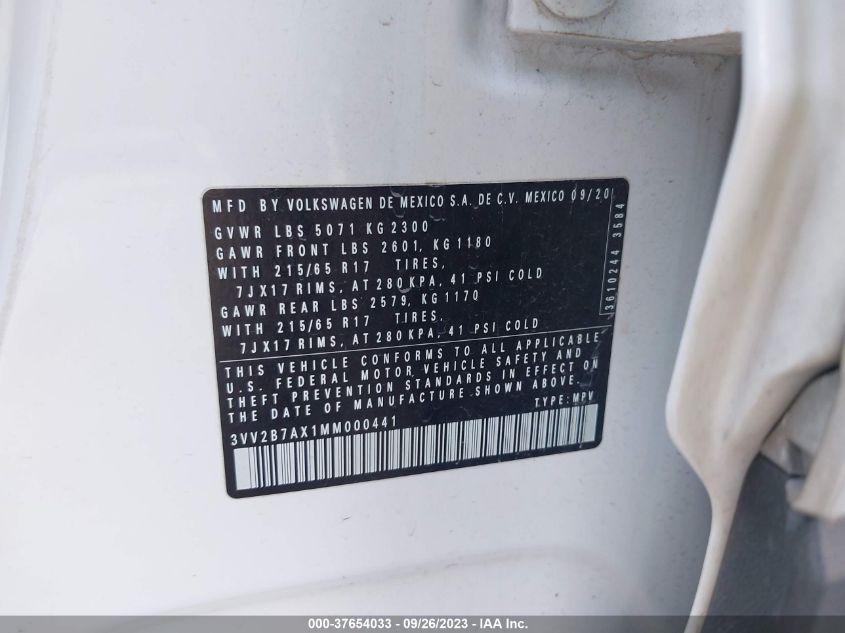 MFD BY VOLKSWAGEN DE MEXICO S.A. DE C.V. MEXICO 09/20
GVWR LBS 5071 KG 2300
GAWR FRONT LBS 2601, KG 1180
WITH 215/65 R17 TIRES,
7JX17 RIMS, AT 280 KPA, 41 PSI COLD
GAWR REAR LBS 2579, KG 1170
WITH 215/65 R17 TIRES,
7JX17 RIMS, AT 280 KPA, 41 PSI COLD
3610244 3584
THIS VEHICLE CONFORMS TO ALL APPLICABLE
U.S. FEDERAL MOTOR VEHICLE SAFETY AND
THEFT PREVENTION STANDARDS IN EFFECT ON
THE DATE OF MANUFACTURE SHOWN ABOVE.
3VV2B7AX1MM000441 TYPE: MPV
000-37654033 - 09/26/2023 - IAA Inc.